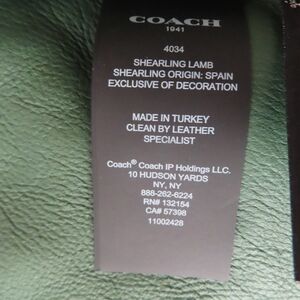 COACH
1941
4034
SHEARLING LAMB
SHEARLING ORIGIN: SPAIN
EXCLUSIVE OF DECORATION
MADE IN TURKEY
CLEAN BY LEATHER
SPECIALIST
Coach® Coach IP Holdings LLC.
10 HUDSON YARDS
NY, NY
888-262-6224
RN# 132154
CA# 57398
11002428